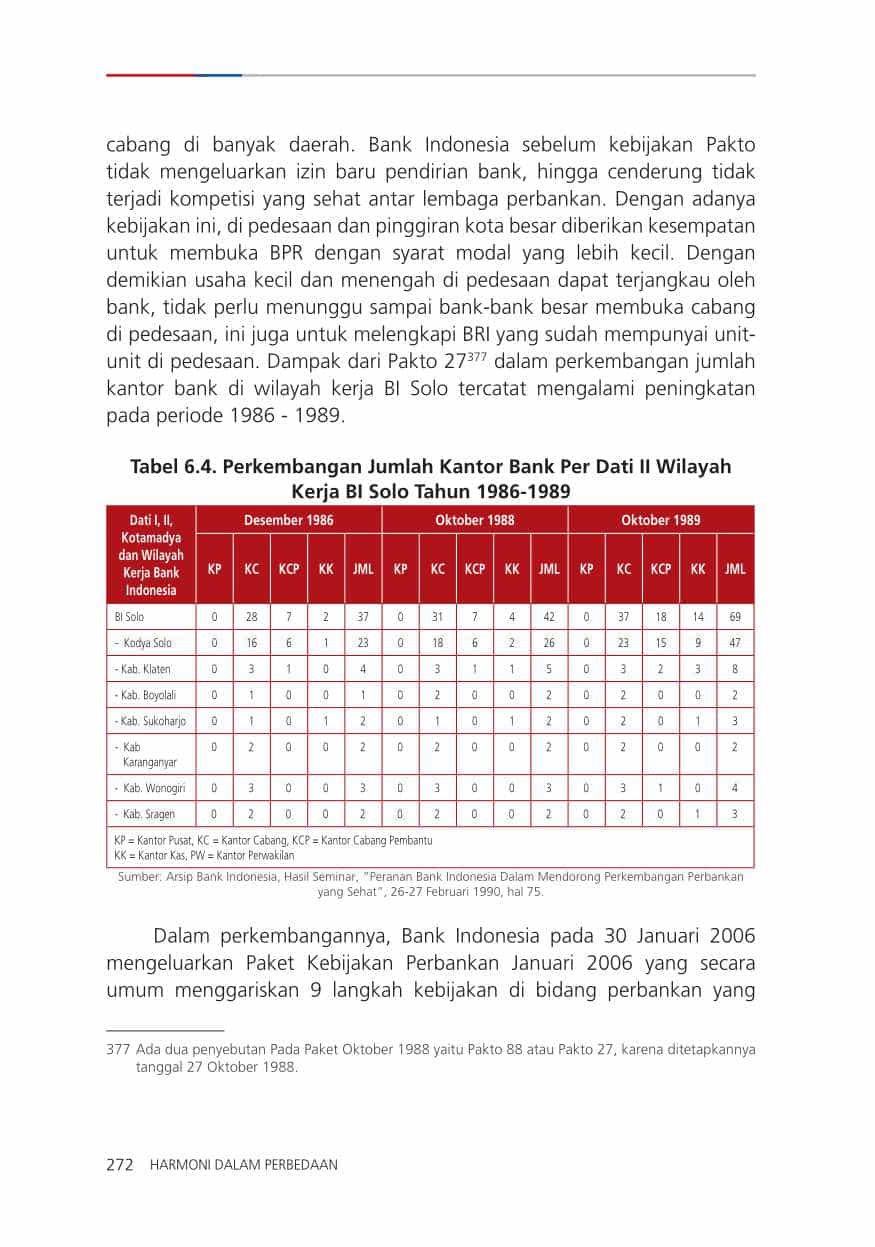 cabang di banyak daerah. Bank Indonesia sebelum kebijakan Pakto
tidak mengeluarkan izin baru pendirian bank, hingga cenderung tidak
terjadi kompetisi yang sehat antar lembaga perbankan. Dengan adanya
kebijakan ini, di pedesaan dan pinggiran kota besar diberikan kesempatan
untuk membuka BPR dengan syarat modal yang lebih kecil. Dengan
demikian usaha kecil dan menengah di pedesaan dapat terjangkau oleh
bank, tidak perlu menunggu sampai bank-bank besar membuka cabang
di pedesaan, ini juga untuk melengkapi BRI yang sudah mempunyai unit-
unit di pedesaan. Dampak dari Pakto 27³⁷⁷ dalam perkembangan jumlah
kantor bank di wilayah kerja BI Solo tercatat mengalami peningkatan
pada periode 1986 - 1989.
Tabel 6.4. Perkembangan Jumlah Kantor Bank Per Dati II Wilayah
Kerja BI Solo Tahun 1986-1989
Dati I, II,
Kotamadya
dan Wilayah
Kerja Bank
Indonesia
Desember 1986 Oktober 1988 Oktober 1989
KP KC KCP KK JML KP KC KCP KK JML KP KC KCP KK JML
BI Solo 0 28 7 2 37 0 31 7 4 42 0 37 18 14 69
- Kodya Solo 0 16 6 1 23 0 18 6 2 26 0 23 15 9 47
- Kab. Klaten 0 3 1 0 4 0 3 1 1 5 0 3 2 3 8
- Kab. Boyolali 0 1 0 0 1 0 2 0 0 2 0 2 0 0 2
- Kab. Sukoharjo 0 1 0 1 2 0 1 0 1 2 0 2 0 1 3
- Kab 0 2 0 0 2 0 2 0 0 2 0 2 0 0 2
Karanganyar
- Kab. Wonogiri 0 3 0 0 3 0 3 0 0 3 0 3 1 0 4
- Kab. Sragen 0 2 0 0 2 0 2 0 0 2 0 2 0 1 3
KP = Kantor Pusat, KC = Kantor Cabang, KCP = Kantor Cabang Pembantu
KK = Kantor Kas, PW = Kantor Perwakilan
Sumber: Arsip Bank Indonesia, Hasil Seminar, "Peranan Bank Indonesia Dalam Mendorong Perkembangan Perbankan
yang Sehat", 26-27 Februari 1990, hal 75.
Dalam perkembangannya, Bank Indonesia pada 30 Januari 2006
mengeluarkan Paket Kebijakan Perbankan Januari 2006 yang secara
umum menggariskan 9 langkah kebijakan di bidang perbankan yang
377 Ada dua penyebutan Pada Paket Oktober 1988 yaitu Pakto 88 atau Pakto 27, karena ditetapkannya
tanggal 27 Oktober 1988.
272 HARMONI DALAM PERBEDAAN